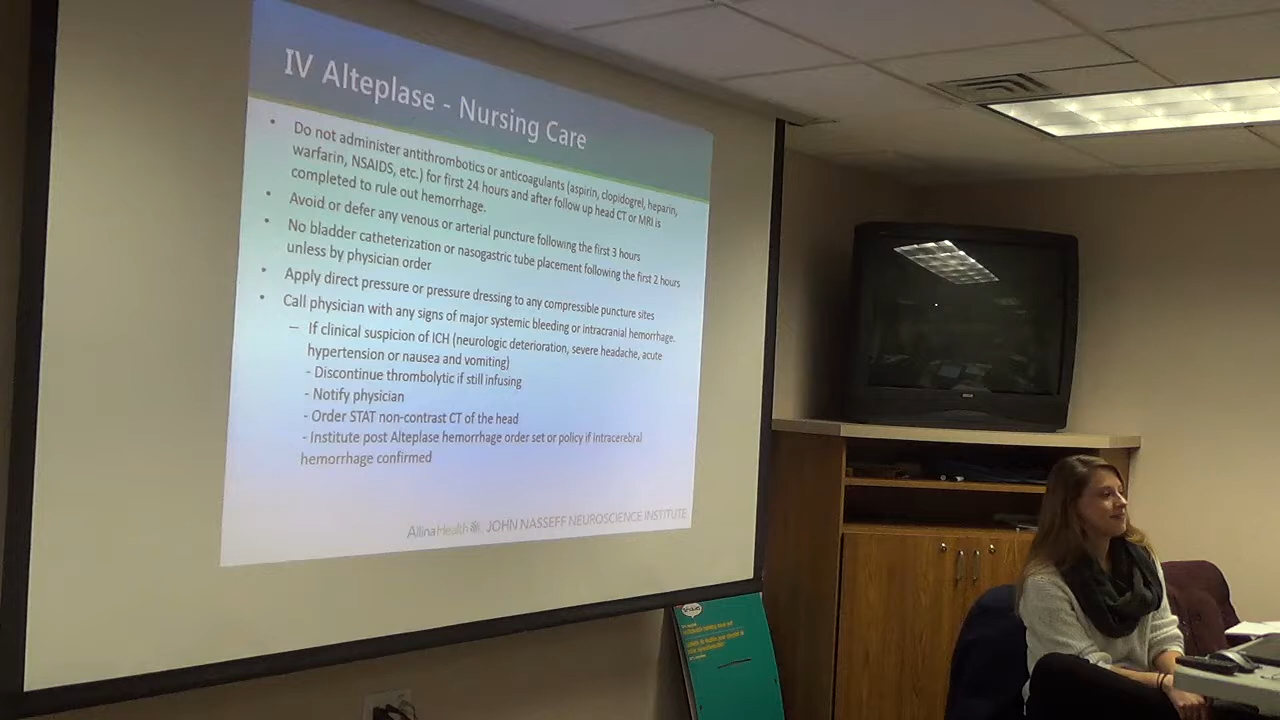 IV Alteplase - Nursing Care
• Do not administer antithrombotics or anticoagulants (aspirin, clopidogrel, heparin,
warfarin, NSAIDS, etc.) for first 24 hours and after follow up head CT or MRI is
completed to rule out hemorrhage.
• Avoid or defer any venous or arterial puncture following the first 3 hours
• No bladder catheterization or nasogastric tube placement following the first 2 hours
unless by physician order
• Apply direct pressure or pressure dressing to any compressible puncture sites
• Call physician with any signs of major systemic bleeding or intracranial hemorrhage.
– If clinical suspicion of ICH (neurologic deterioration, severe headache, acute
hypertension or nausea and vomiting)
- Discontinue thrombolytic if still infusing
- Notify physician
- Order STAT non-contrast CT of the head
- Institute post Alteplase hemorrhage order set or policy if Intracerebral
hemorrhage confirmed
AllinaHealth JOHN NASSEFF NEUROSCIENCE INSTITUTE